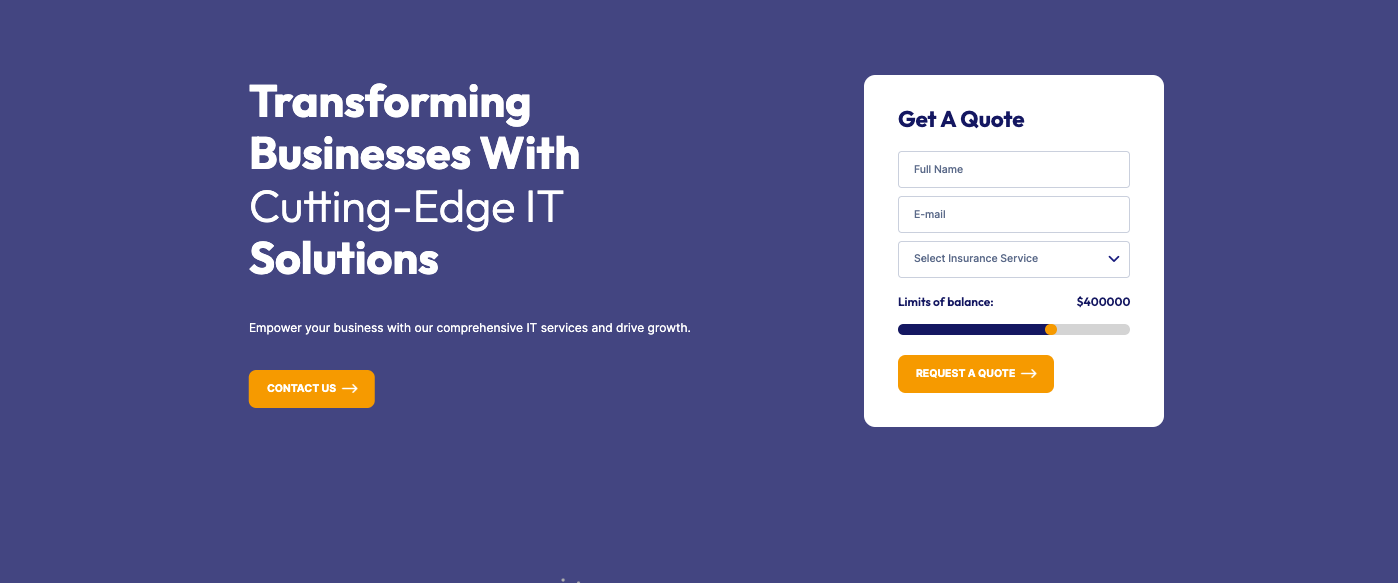 Transforming
Businesses With
Cutting-Edge IT
Solutions
Empower your business with our comprehensive IT services and drive growth.
CONTACT US
Get A Quote
Full Name
E-mail
Select Insurance Service
Limits of balance: $400000
REQUEST A QUOTE